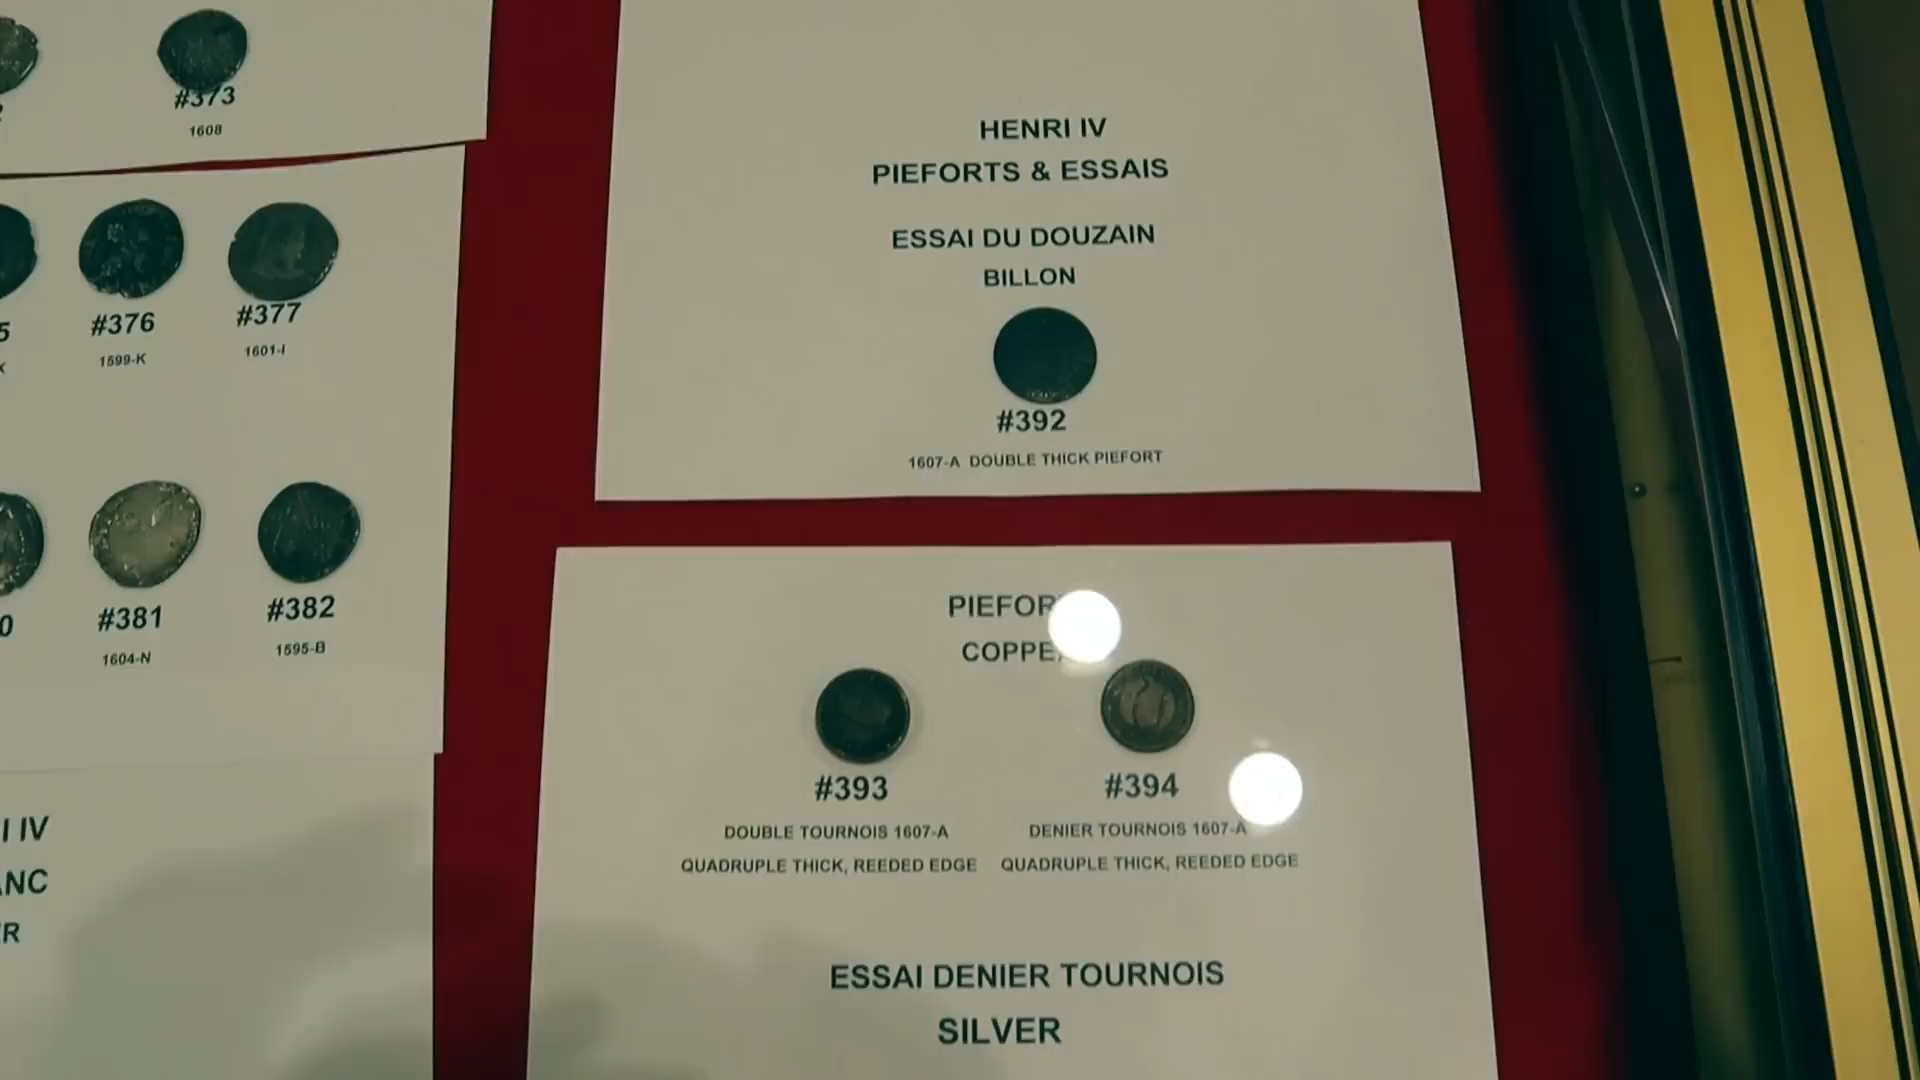 #373
1608
#376
#377
1599-K
1601-I
#381
#382
1604-N
1595-B
HENRI IV
PIEFORTS & ESSAIS
ESSAI DU DOUZAIN
BILLON
#392
1607-A DOUBLE THICK PIEFORT
#393
#394
DOUBLE TOURNOIS 1607-A
DENIER TOURNOIS 1607-A
QUADRUPLE THICK, REEDED EDGE
QUADRUPLE THICK, REEDED EDGE
ESSAI DENIER TOURNOIS
SILVER